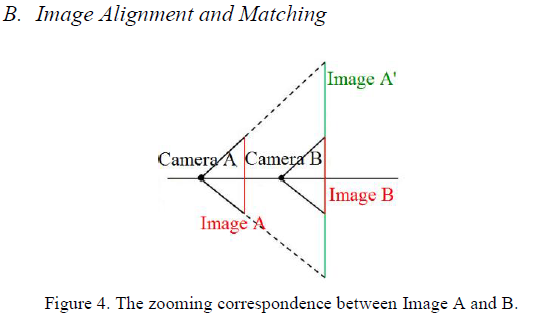 B. Image Alignment and Matching
Image A'
Camera A Camera B
Image B
Image A
Figure 4. The zooming correspondence between Image A and B.